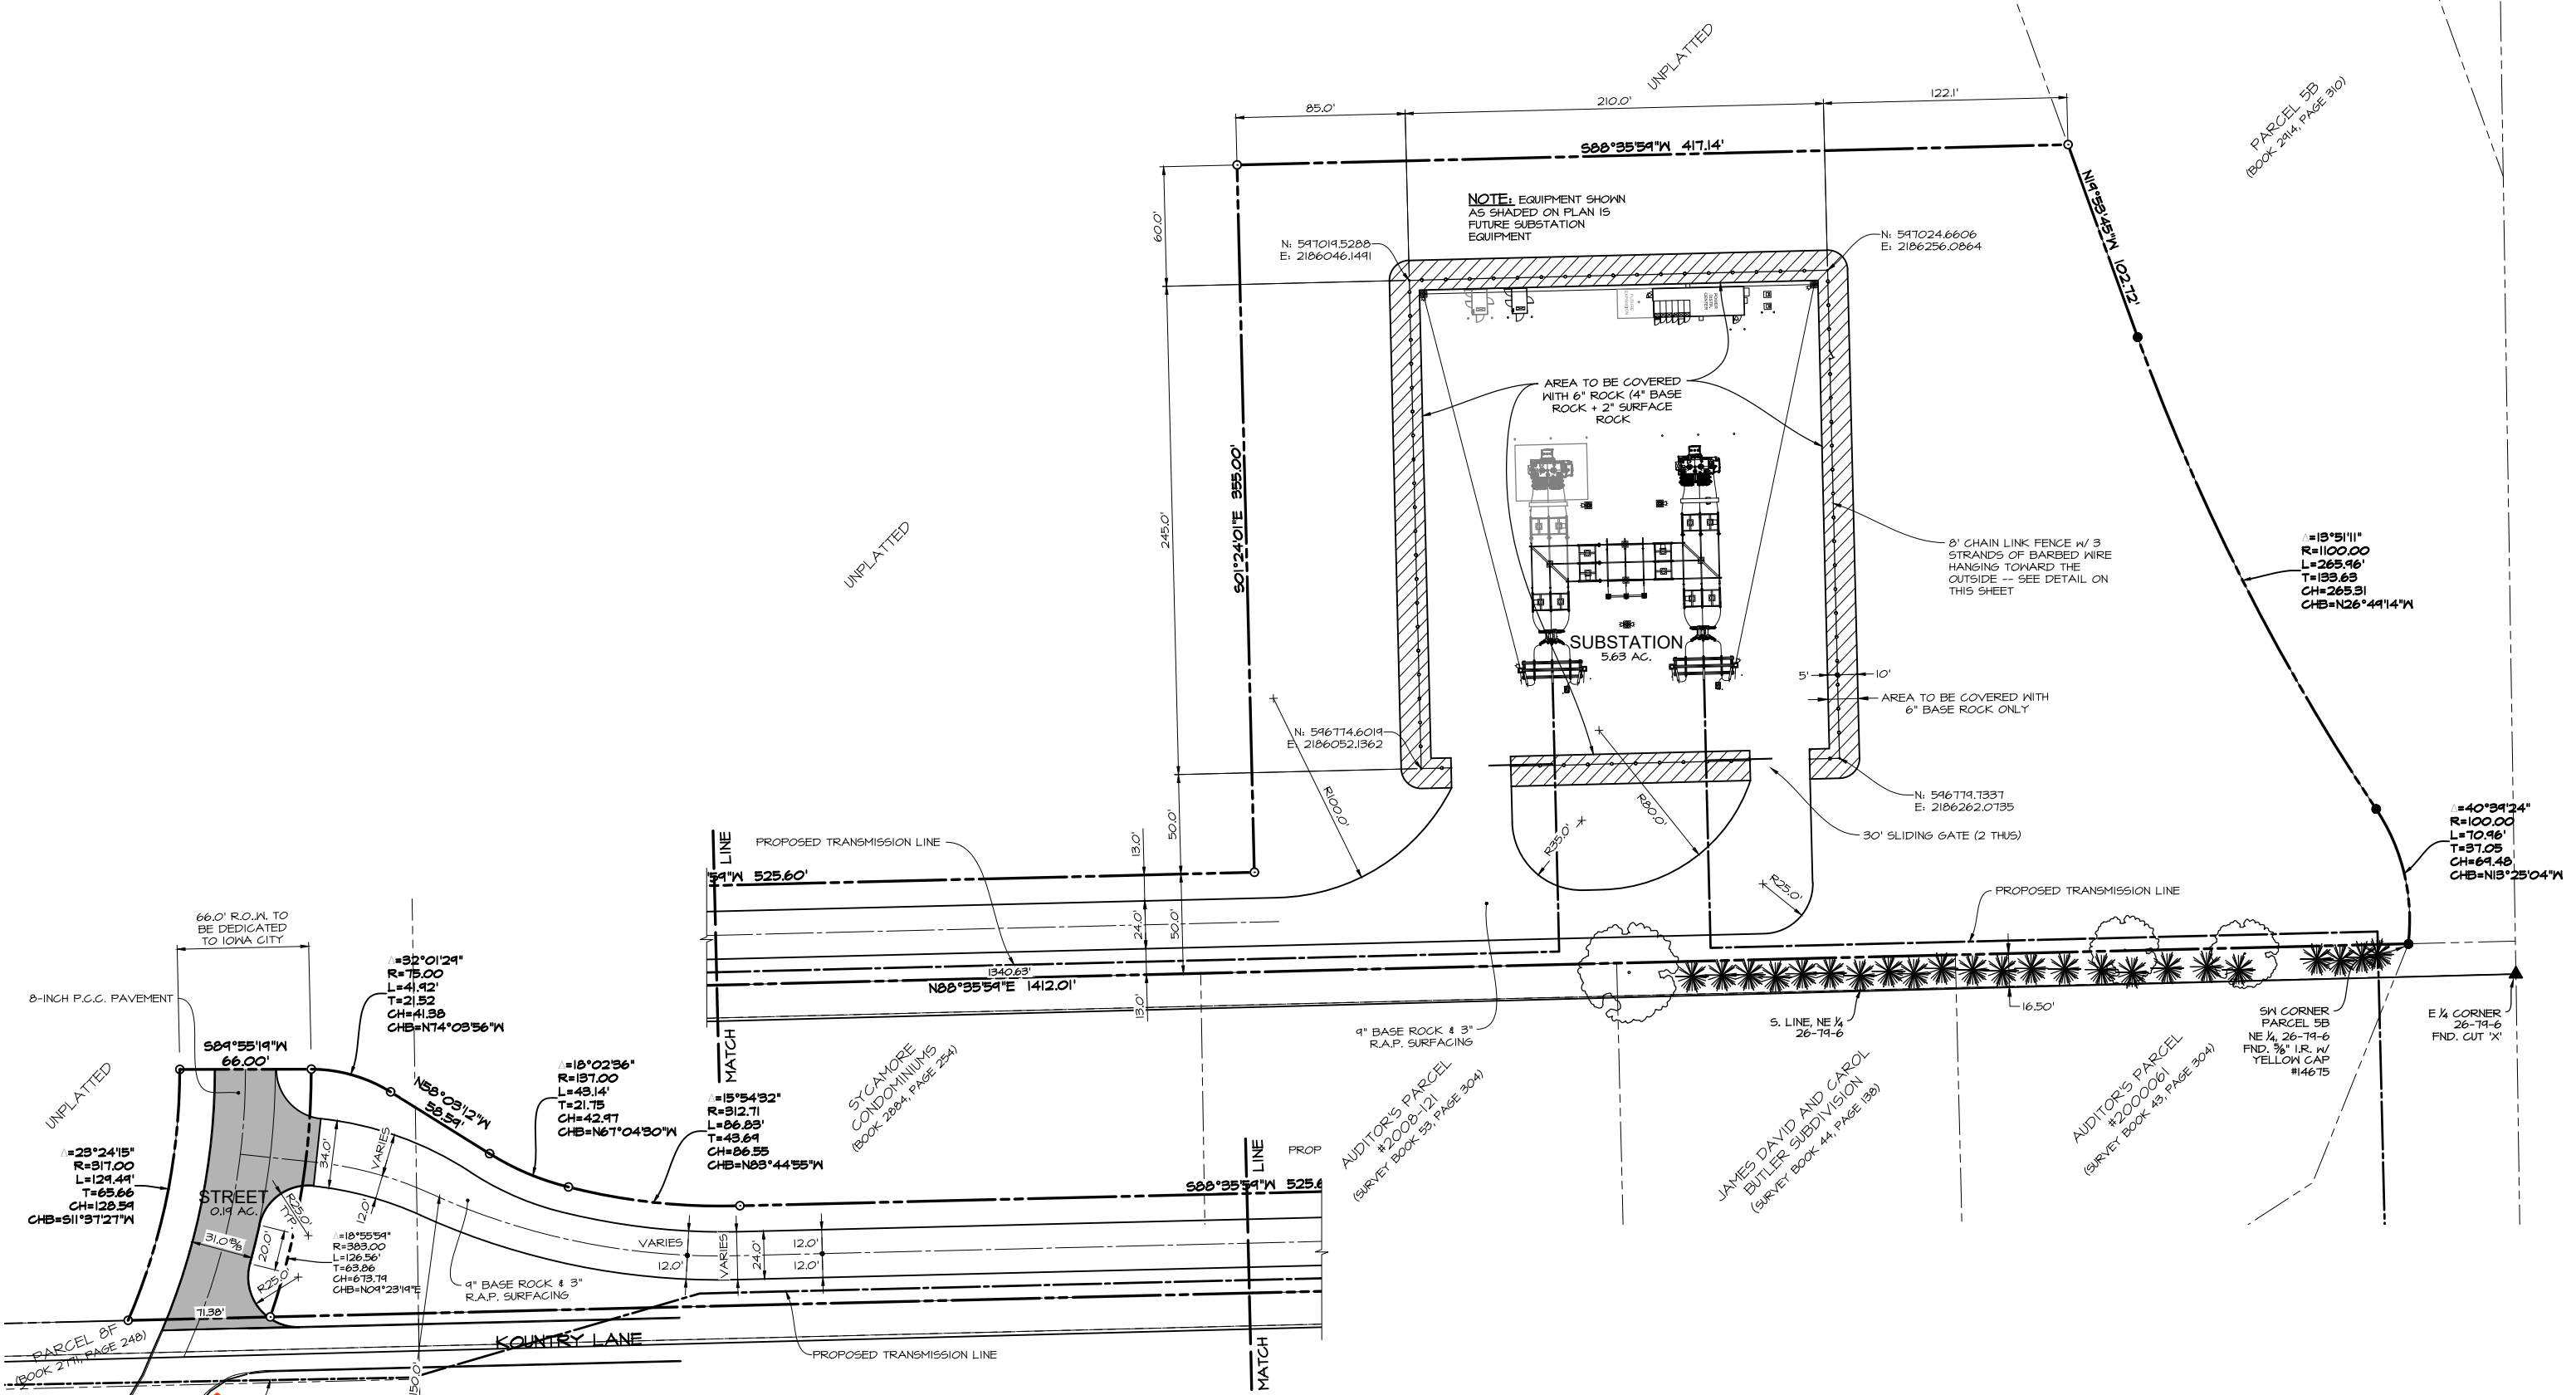 UNPLATTED
PARCEL 5B
(BOOK 2914, PAGE 310)
85.0'
210.0'
122.1'
S88°35'59"W 417.14'
N19°53'45"W 102.72'
60.0'
NOTE: EQUIPMENT SHOWN
AS SHADED ON PLAN IS
FUTURE SUBSTATION
EQUIPMENT
N: 597019.5288
E: 2186046.1491
N: 597024.6606
E: 2186256.0864
AREA TO BE COVERED
WITH 6" ROCK (4" BASE
ROCK + 2" SURFACE
ROCK
S01°24'01"E 355.00'
245.0'
UNPLATTED
8' CHAIN LINK FENCE W/ 3
STRANDS OF BARBED WIRE
HANGING TOWARD THE
OUTSIDE -- SEE DETAIL ON
THIS SHEET
Δ=13°51'11"
R=1100.00
L=265.96'
T=133.63
CH=265.31
CHB=N26°49'14"W
SUBSTATION
5.63 AC.
5'
10'
AREA TO BE COVERED WITH
6" BASE ROCK ONLY
N: 596774.6019
E: 2186052.1362
R100.0'
R80.0'
R35.0'
R25.0'
N: 596779.7337
E: 2186262.0735
30' SLIDING GATE (2 THUS)
Δ=40°39'24"
R=100.00
L=70.96'
T=37.05
CH=69.48
CHB=N13°25'04"W
MATCH LINE
PROPOSED TRANSMISSION LINE
13.0'
50.0'
'59"W 525.60'
24.0'
50.0'
PROPOSED TRANSMISSION LINE
1340.63'
N88°35'59"E 1412.01'
13.0'
16.50'
9" BASE ROCK & 3"
R.A.P. SURFACING
S. LINE, NE 1/4
26-79-6
SW CORNER
PARCEL 5B
NE 1/4, 26-79-6
FND. 5/8" I.R. W/
YELLOW CAP
#14675
E 1/4 CORNER
26-79-6
FND. CUT 'X'
SYCAMORE
CONDOMINIUMS
(BOOK 2884, PAGE 254)
AUDITOR'S PARCEL
#2008-121
(SURVEY BOOK 53, PAGE 304)
JAMES DAVID AND CAROL
BUTLER SUBDIVISION
(SURVEY BOOK 44, PAGE 138)
AUDITOR'S PARCEL
#2000061
(SURVEY BOOK 43, PAGE 304)
66.0' R.O.W. TO
BE DEDICATED
TO IOWA CITY
8-INCH P.C.C. PAVEMENT
S89°55'19"W
66.00'
UNPLATTED
Δ=32°01'29"
R=75.00
L=41.92'
T=21.52
CH=41.38
CHB=N74°03'56"W
N58°03'12"W
58.59'
Δ=18°02'36"
R=137.00
L=43.14'
T=21.75
CH=42.97
CHB=N67°04'30"W
Δ=15°54'32"
R=312.71
L=86.83'
T=43.69
CH=86.55
CHB=N83°44'55"W
Δ=23°24'15"
R=317.00
L=129.49'
T=65.66
CH=128.59
CHB=S11°37'27"W
34.0'
VARIES
12.0'
STREET
0.19 AC.
R25.0'
TYP.
31.0' B/B
20.0'
R25.0'
Δ=18°55'59"
R=383.00
L=126.56'
T=63.86
CH=673.79
CHB=N09°23'19"E
9" BASE ROCK & 3"
R.A.P. SURFACING
VARIES
12.0'
VARIES
24.0'
12.0'
12.0'
S88°35'59"W 525.6
PROP
MATCH LINE
71.38'
PARCEL 8F
(BOOK 2771, PAGE 248)
KOUNTRY LANE
150.0'
PROPOSED TRANSMISSION LINE